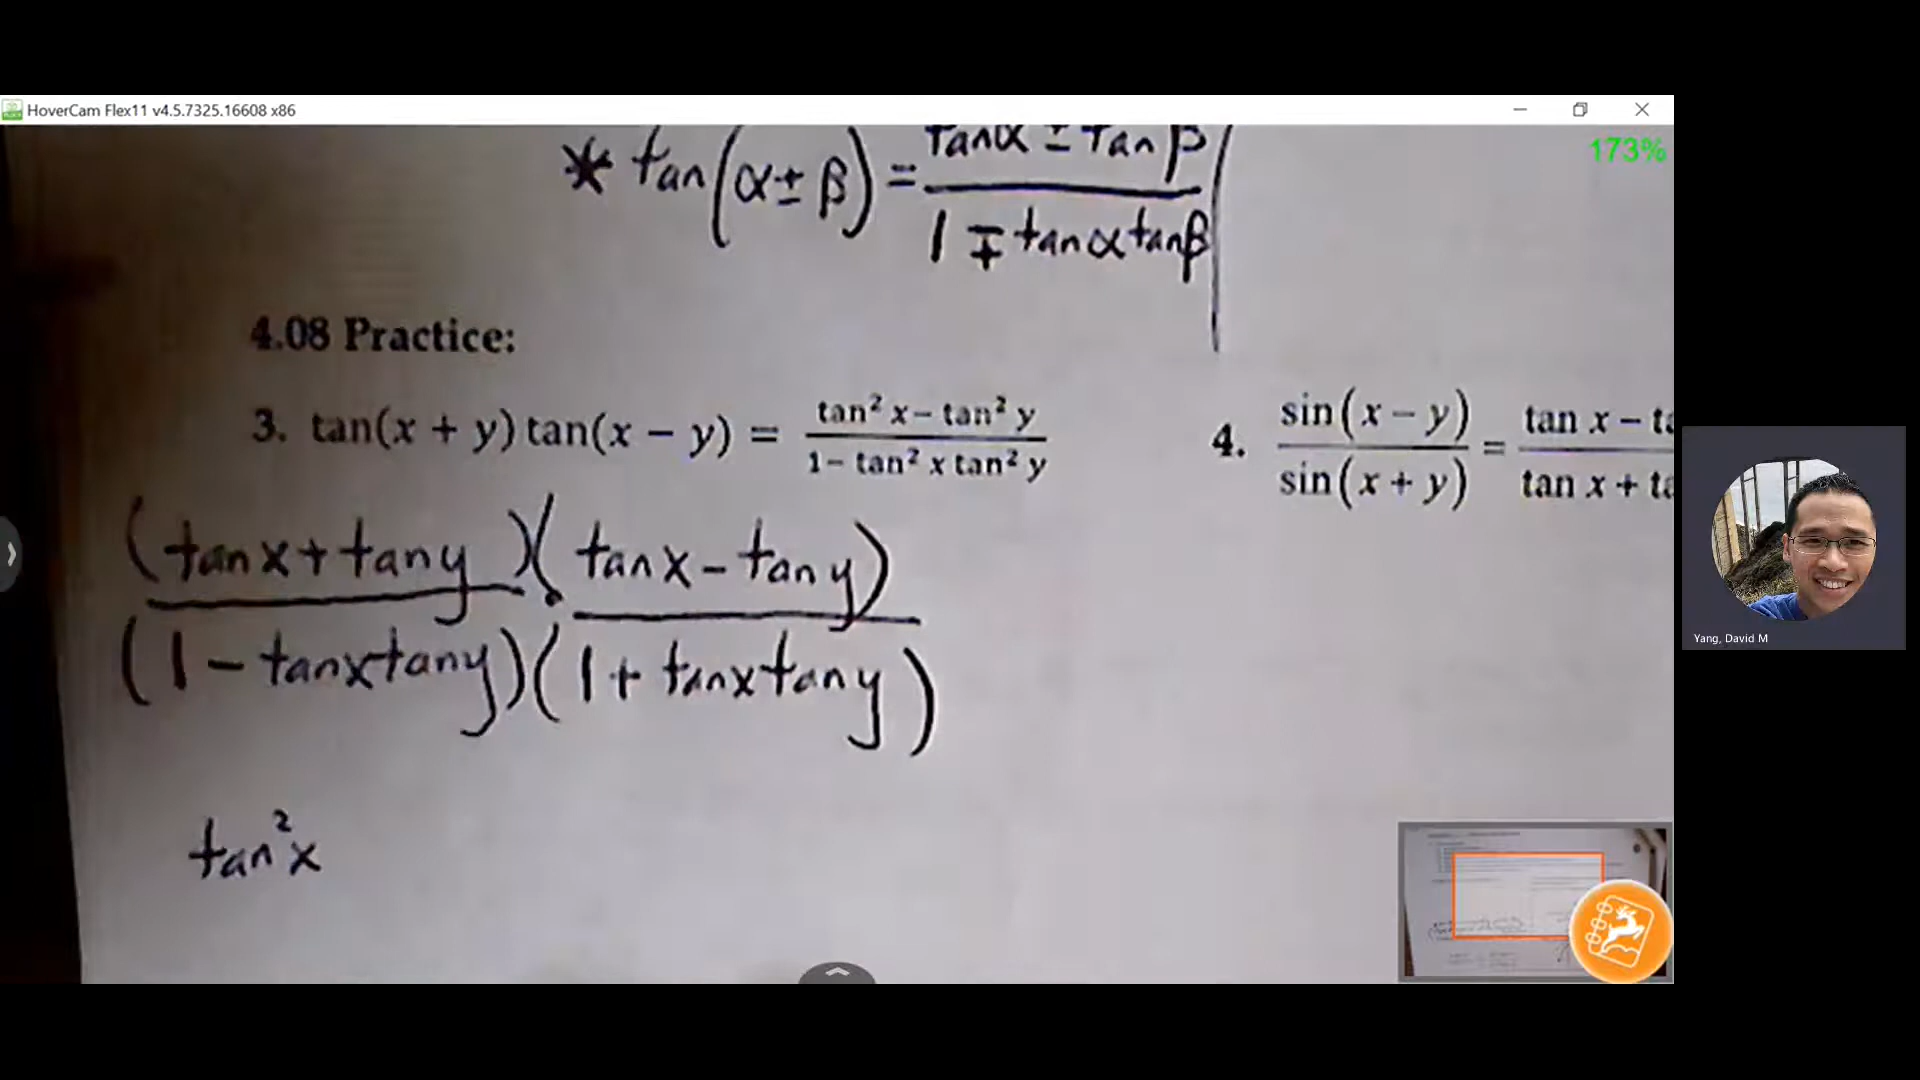 HoverCam Flex11 v4.5.7325.16608 x86
173%
* tan(α ± β) = tanα ± tan β / 1 ∓ tanα tanβ
4.08 Practice:
3. tan(x + y) tan(x − y) = tan² x − tan² y / 1 − tan² x tan² y
4. sin(x − y) / sin(x + y) = tan x − / tan x +
(tanx + tany)(tanx − tany)
(1 − tanxtany)(1 + tanxtany)
tan²x
Yang, David M